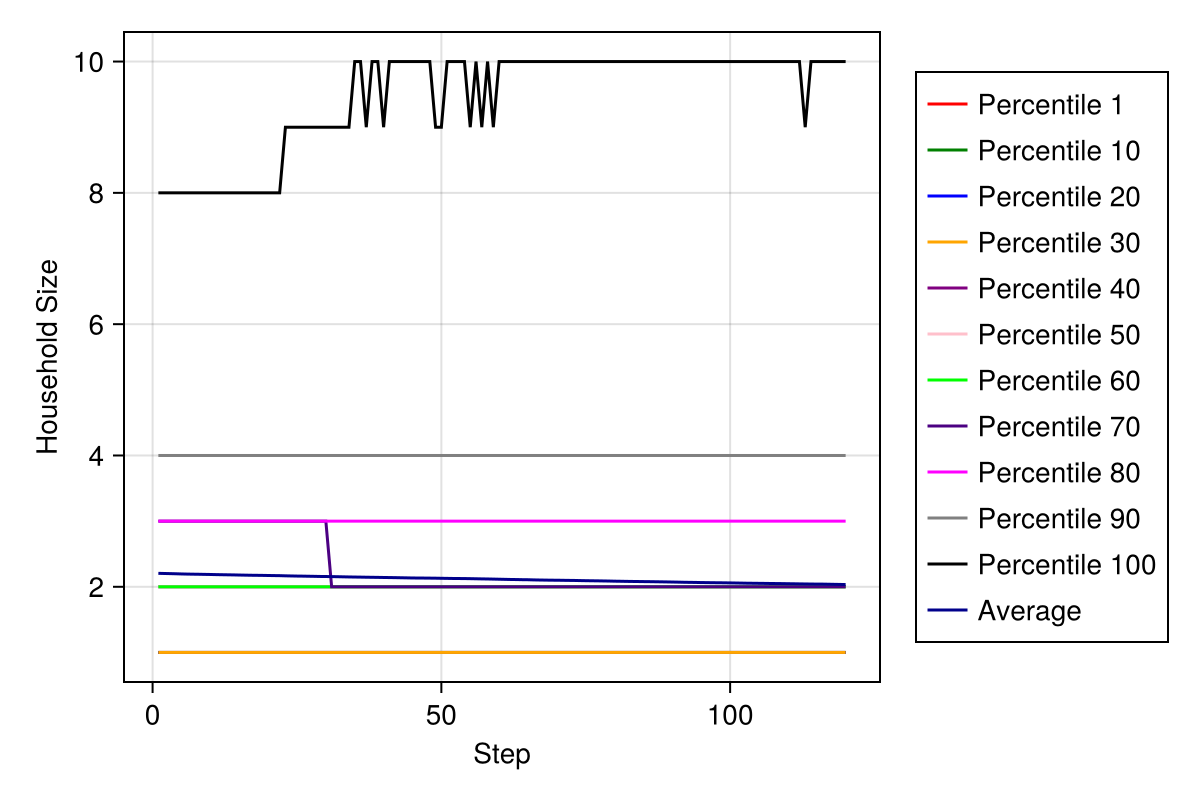 10
8
6
4
2
Household Size
0
50
100
Step
Percentile 1
Percentile 10
Percentile 20
Percentile 30
Percentile 40
Percentile 50
Percentile 60
Percentile 70
Percentile 80
Percentile 90
Percentile 100
Average